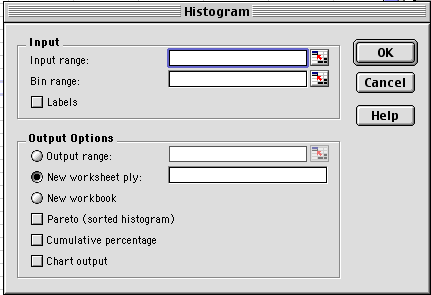 Histogram
Input
Input range:
Bin range:
Labels
OK
Cancel
Help
Output Options
Output range:
New worksheet ply:
New workbook
Pareto (sorted histogram)
Cumulative percentage
Chart output